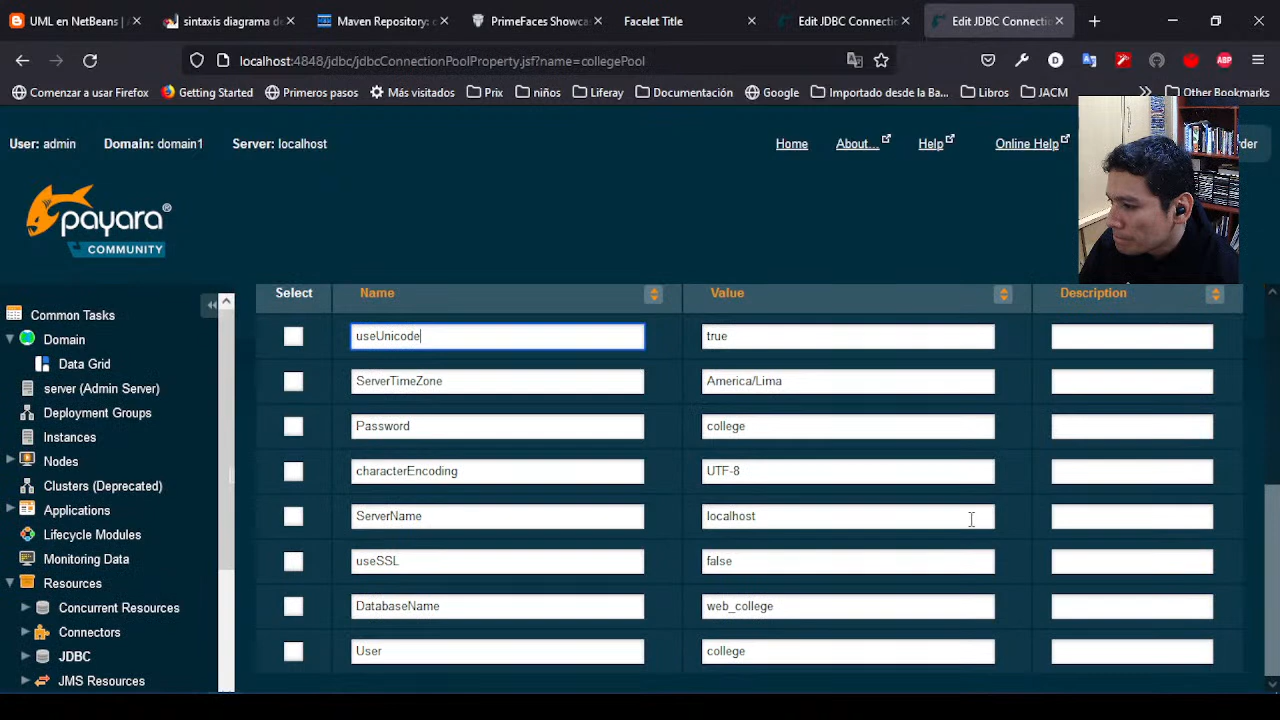 UML en NetBeans |
sintaxis diagrama de
Maven Repository: c
PrimeFaces Showca
Facelet Title
Edit JDBC Connectio
Edit JDBC Connectio
localhost:4848/jdbc/jdbcConnectionPoolProperty.jsf?name=collegePool
Comenzar a usar Firefox
Getting Started
Primeros pasos
Más visitados
Prix
niños
Liferay
Documentación
Google
Importado desde la Ba...
Libros
JACM
Other Bookmarks
User: admin Domain: domain1 Server: localhost
Home About... Help Online Help
der
payara®
COMMUNITY
Common Tasks
Domain
Data Grid
server (Admin Server)
Deployment Groups
Instances
Nodes
Clusters (Deprecated)
Applications
Lifecycle Modules
Monitoring Data
Resources
Concurrent Resources
Connectors
JDBC
JMS Resources
Select Name Value Description
useUnicode true
ServerTimeZone America/Lima
Password college
characterEncoding UTF-8
ServerName localhost
useSSL false
DatabaseName web_college
User college